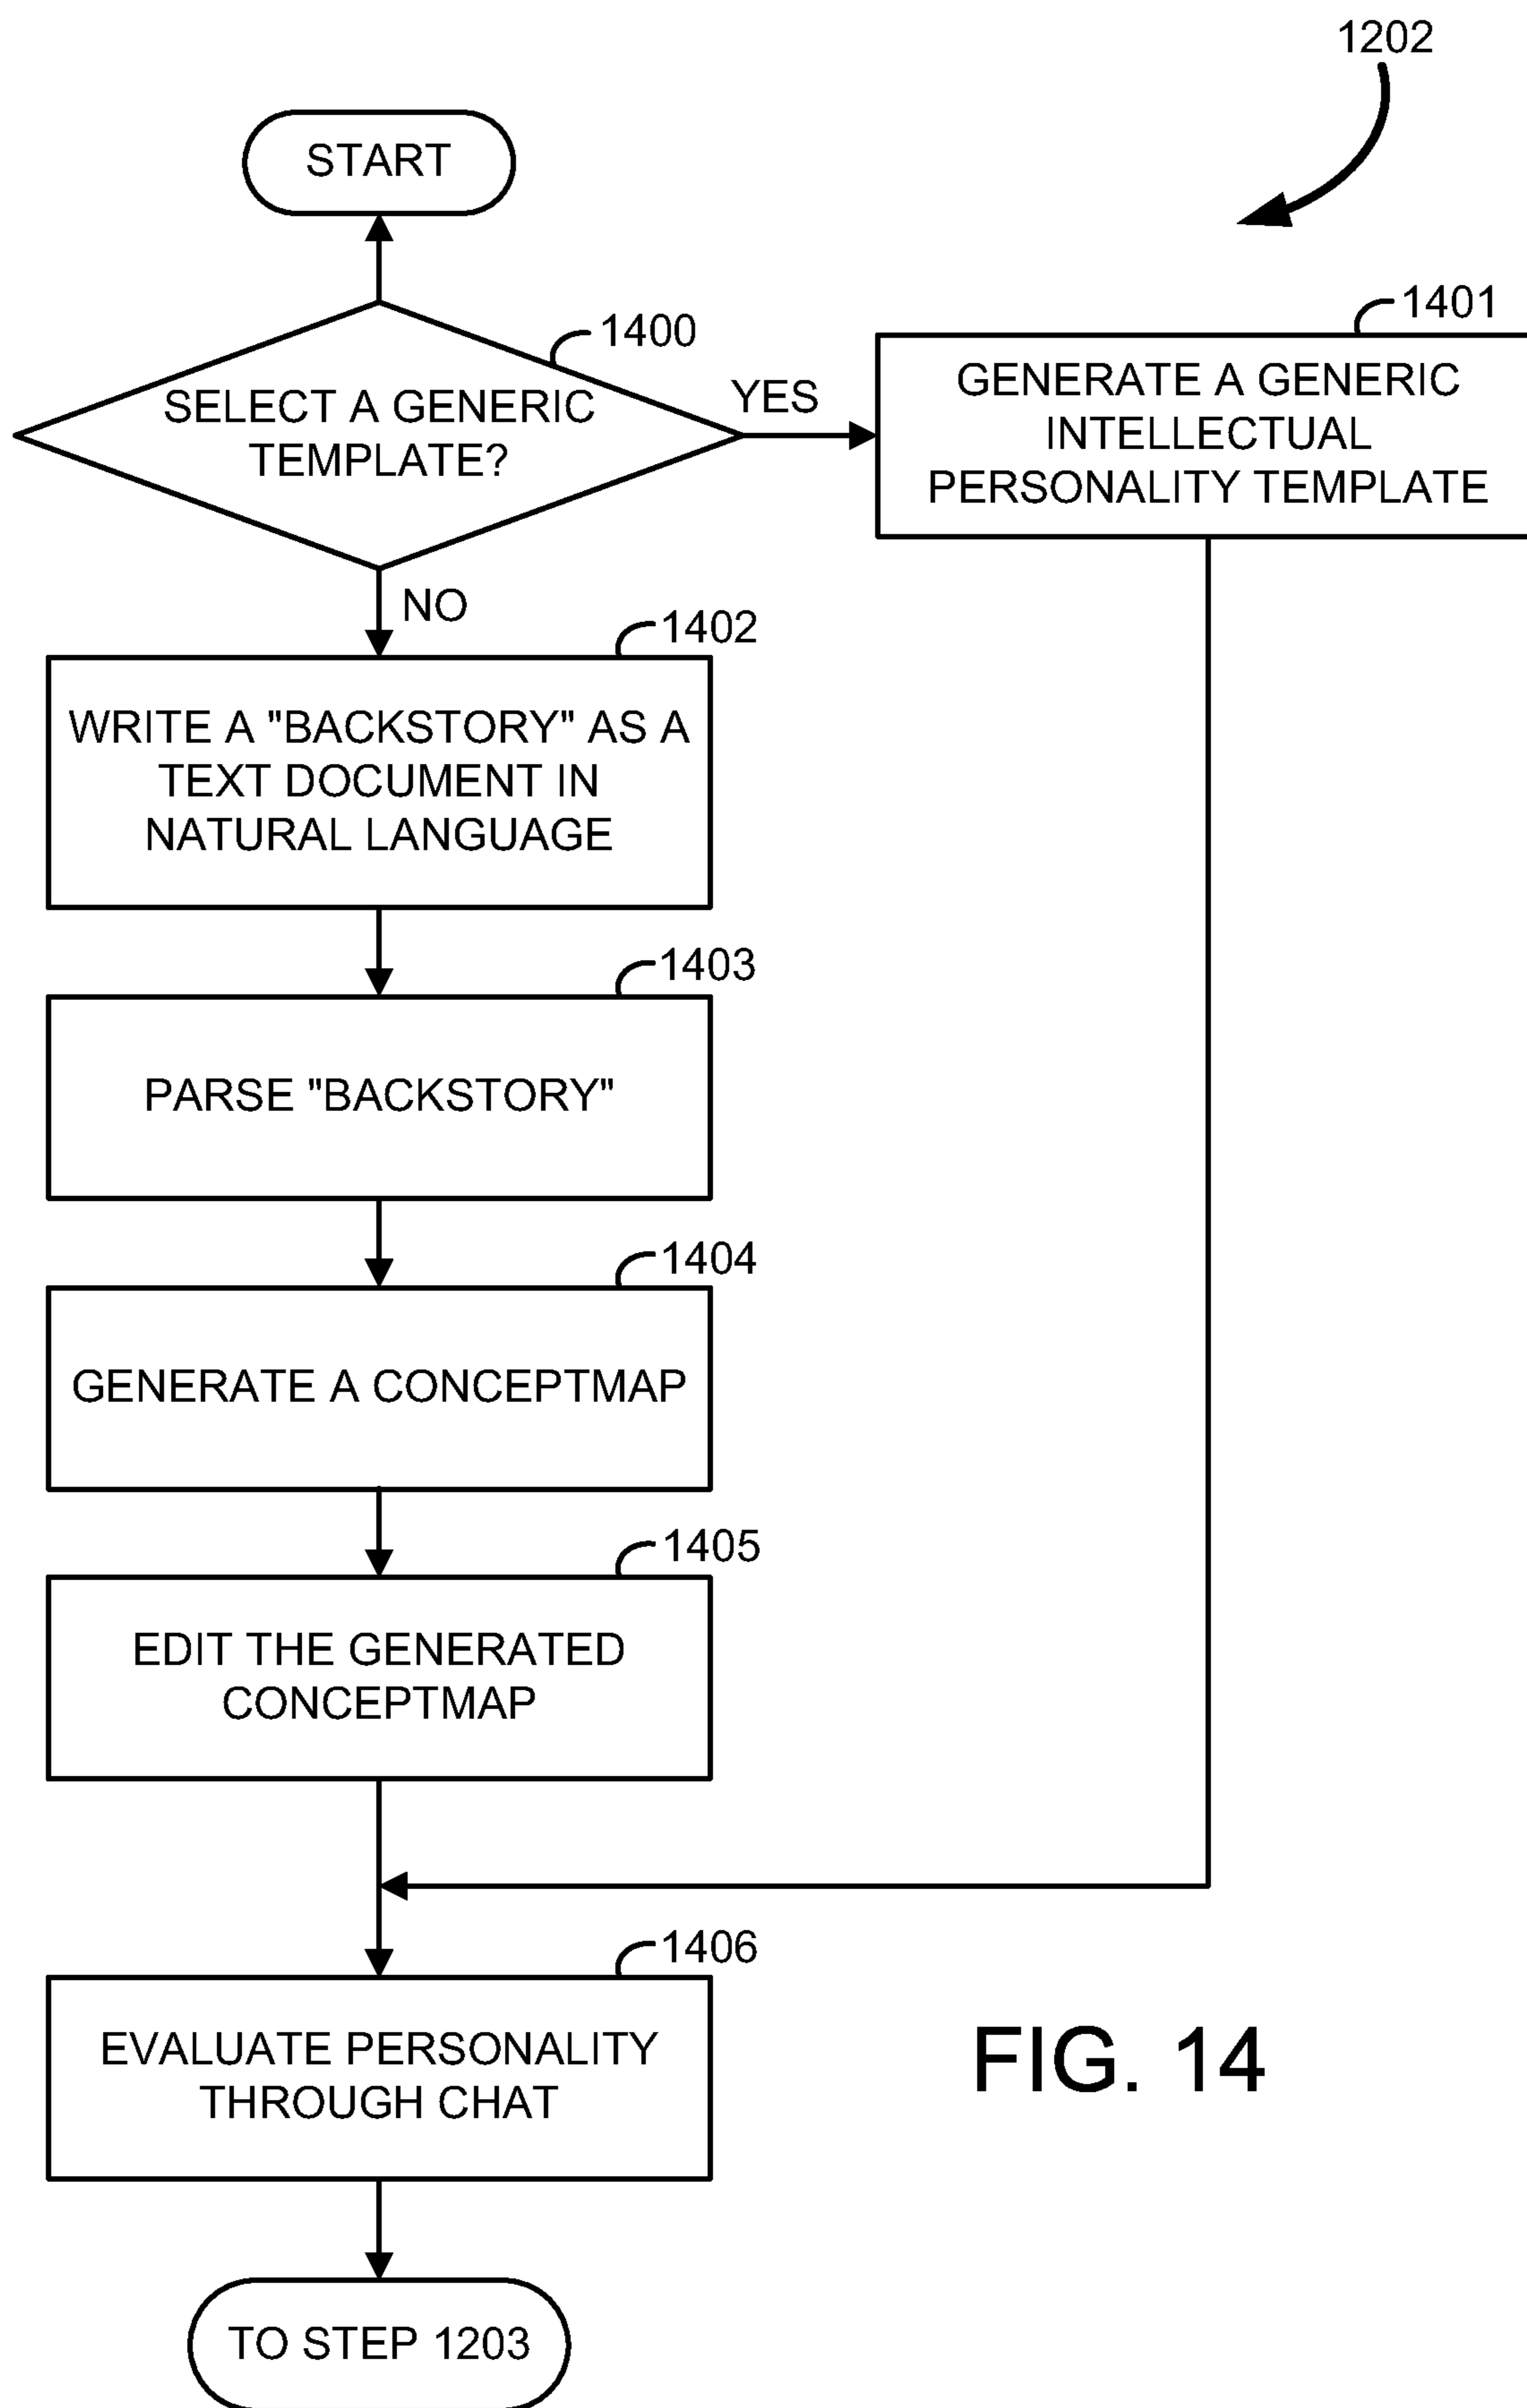 1202
START
1400
SELECT A GENERIC
TEMPLATE?
YES
1401
GENERATE A GENERIC
INTELLECTUAL
PERSONALITY TEMPLATE
NO
1402
WRITE A "BACKSTORY" AS A
TEXT DOCUMENT IN
NATURAL LANGUAGE
1403
PARSE "BACKSTORY"
1404
GENERATE A CONCEPTMAP
1405
EDIT THE GENERATED
CONCEPTMAP
1406
EVALUATE PERSONALITY
THROUGH CHAT
FIG. 14
TO STEP 1203